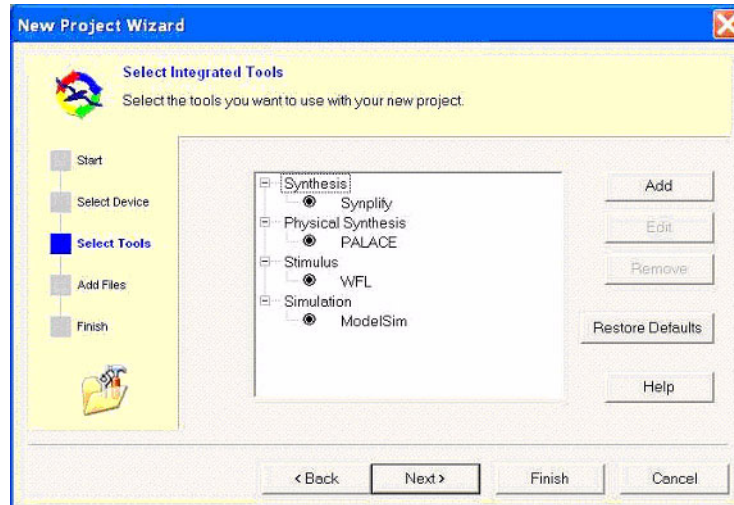 New Project Wizard
Select Integrated Tools
Select the tools you want to use with your new project.
Start
Select Device
Select Tools
Add Files
Finish
Synthesis
Synplify
Physical Synthesis
PALACE
Stimulus
WFL
Simulation
ModelSim
Add
Edit
Remove
Restore Defaults
Help
< Back
Next >
Finish
Cancel